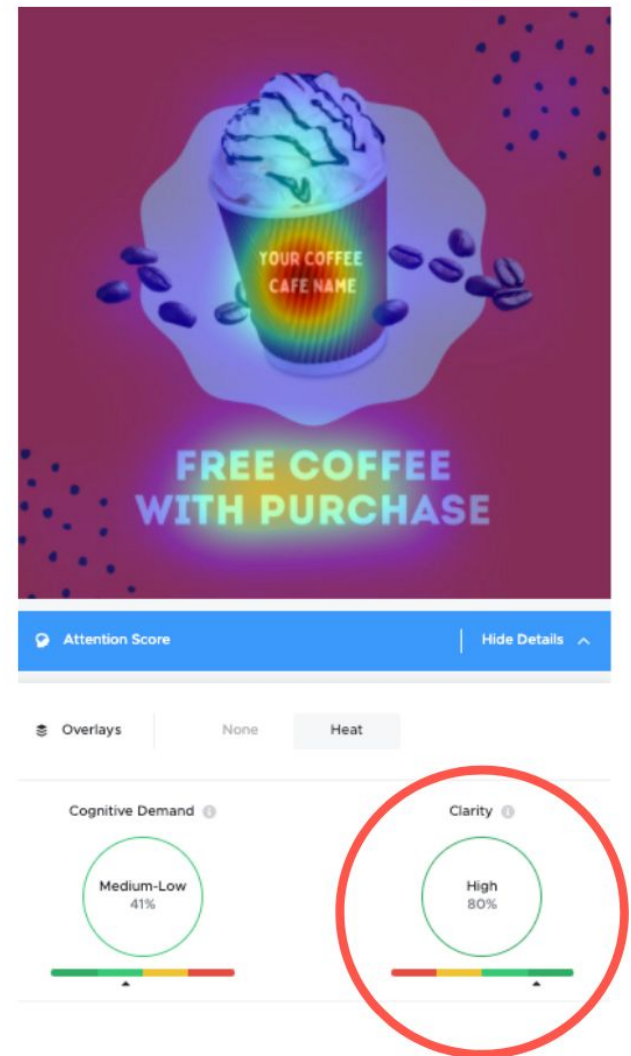 YOUR COFFEE
CAFE NAME
FREE COFFEE
WITH PURCHASE
Attention Score
Hide Details
Overlays
None
Heat
Cognitive Demand
Clarity
Medium-Low
41%
High
80%